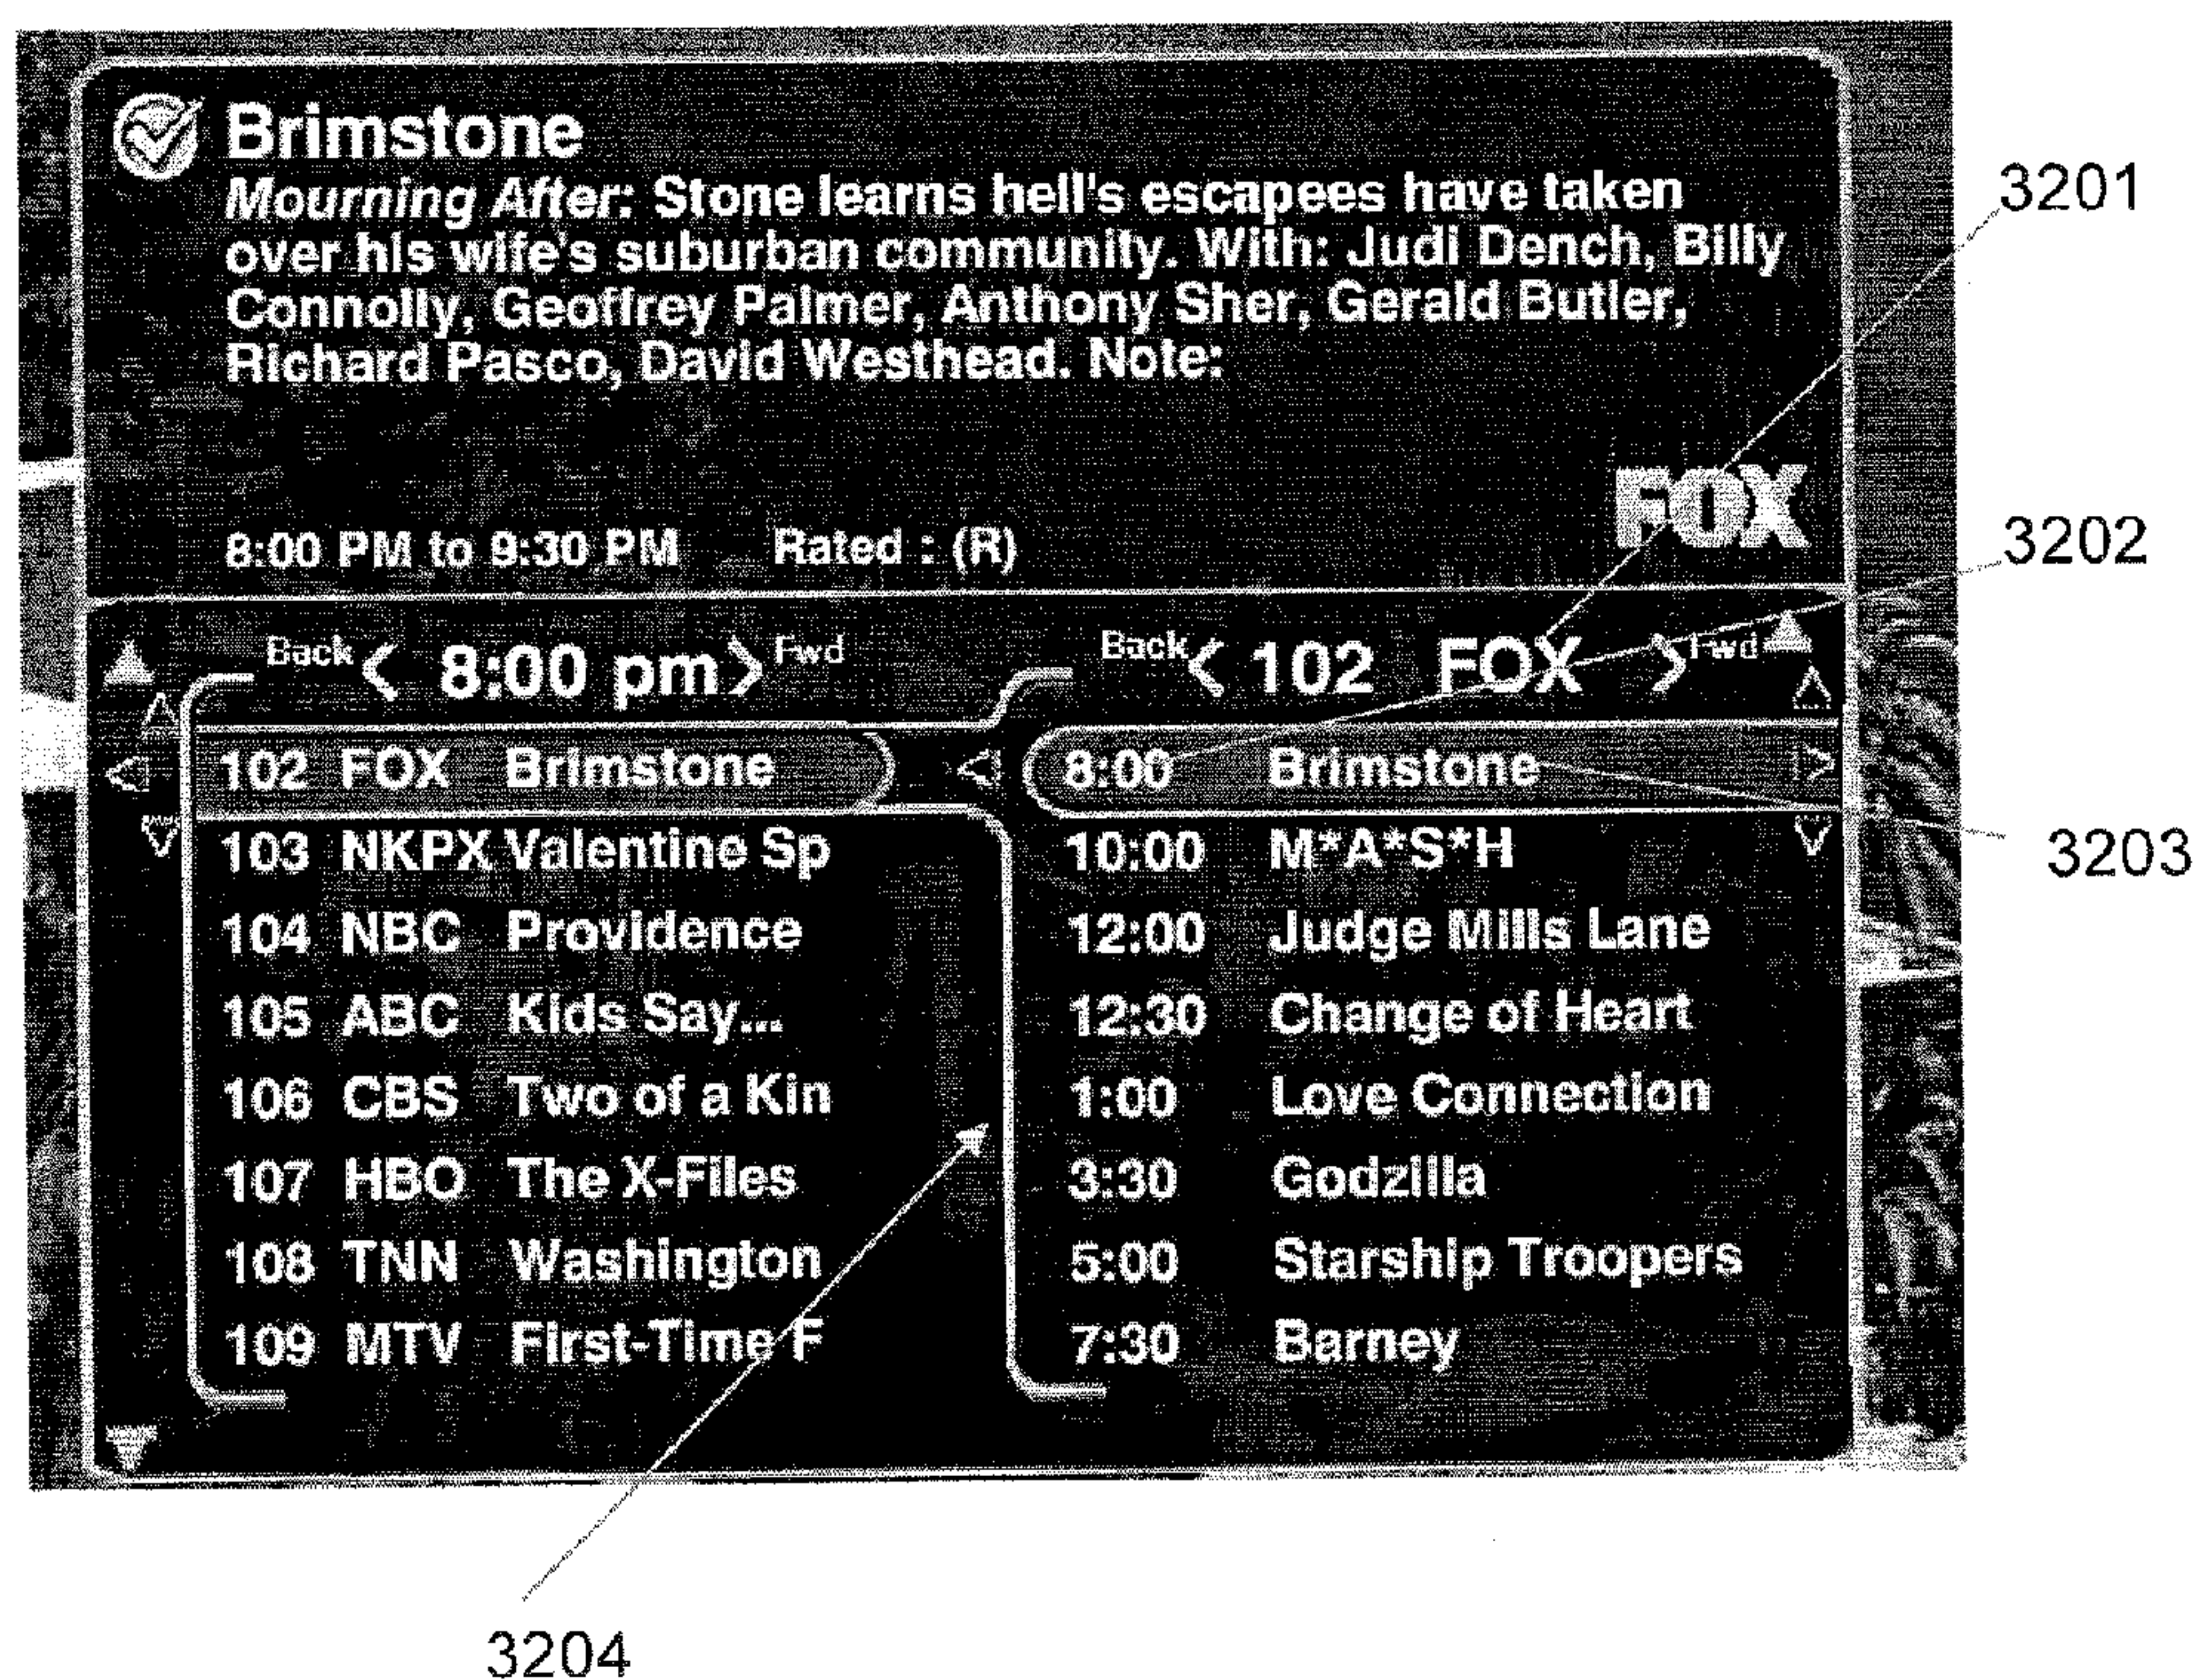 Brimstone
Mourning After: Stone learns hell's escapees have taken
over his wife's suburban community. With: Judi Dench, Billy
Connolly, Geoffrey Palmer, Anthony Sher, Gerald Butler,
Richard Pasco, David Westhead. Note:
FOX
8:00 PM to 9:30 PM Rated : (R)
Back < 8:00 pm > Fwd
102 FOX Brimstone
103 NKPX Valentine Sp
104 NBC Providence
105 ABC Kids Say...
106 CBS Two of a Kin
107 HBO The X-Files
108 TNN Washington
109 MTV First-Time F
Back < 102 FOX > Fwd
8:00 Brimstone
10:00 M*A*S*H
12:00 Judge Mills Lane
12:30 Change of Heart
1:00 Love Connection
3:30 Godzilla
5:00 Starship Troopers
7:30 Barney
3201
3202
3203
3204